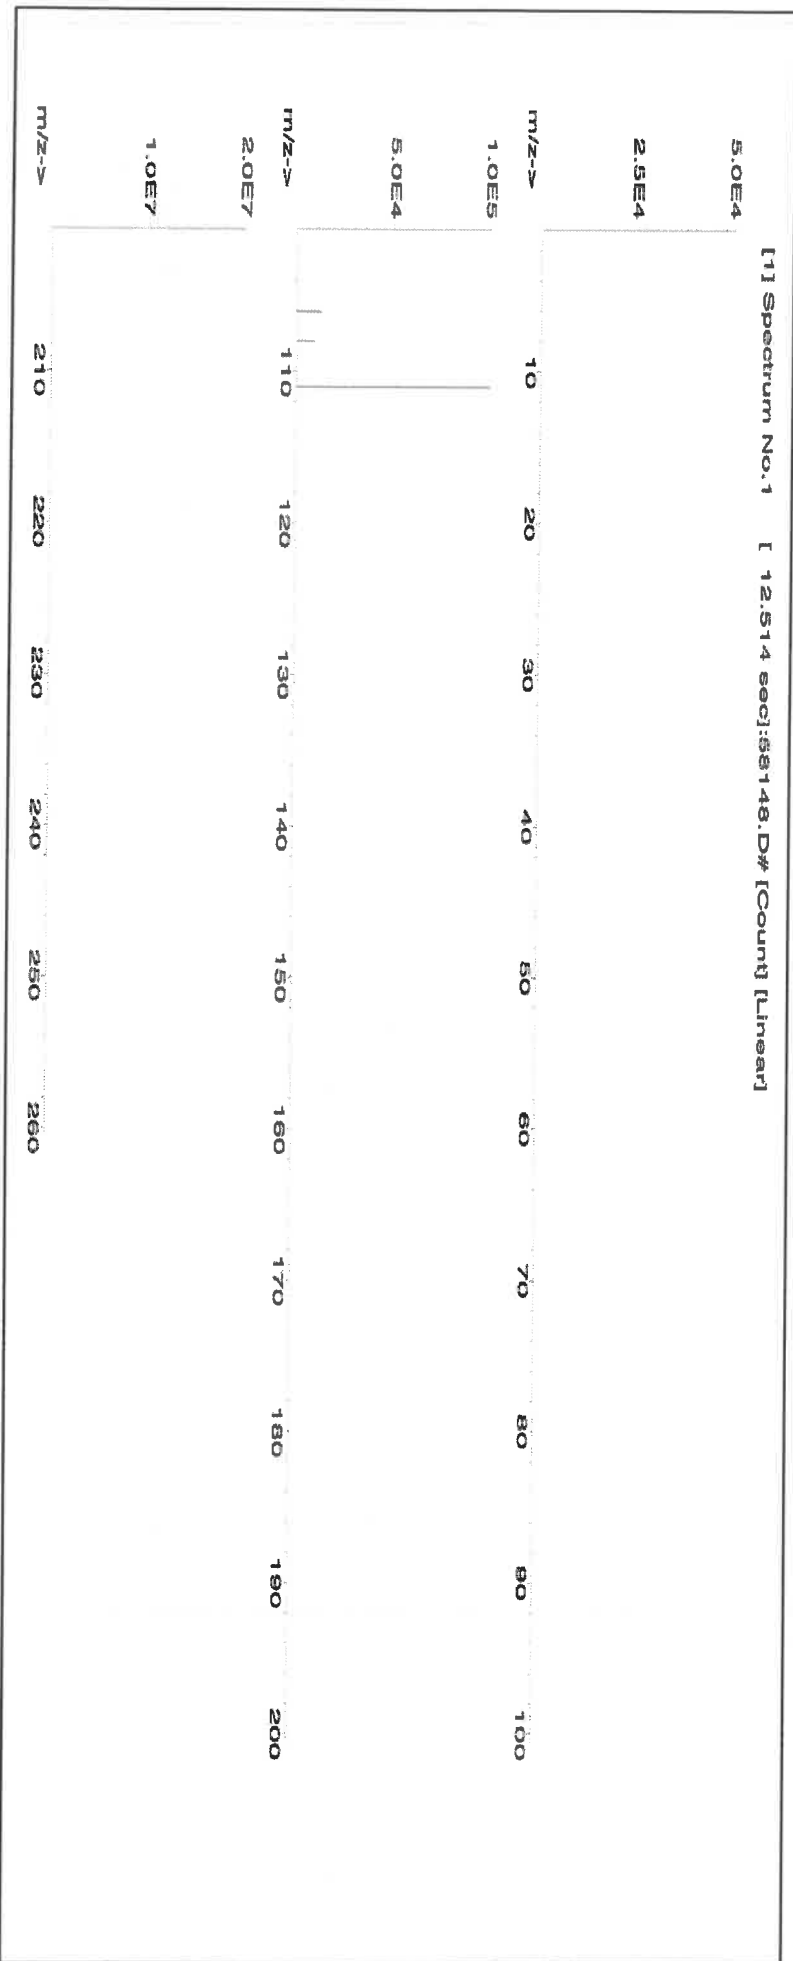 [1] Spectrum No.1 [ 12.514 sec]:58148.D# [Count] [Linear]
5.0E4
2.5E4
m/z-> 10 20 30 40 50 60 70 80 90 100
1.0E5
5.0E4
m/z-> 110 120 130 140 150 160 170 180 190 200
2.0E7
1.0E7
m/z-> 210 220 230 240 250 260